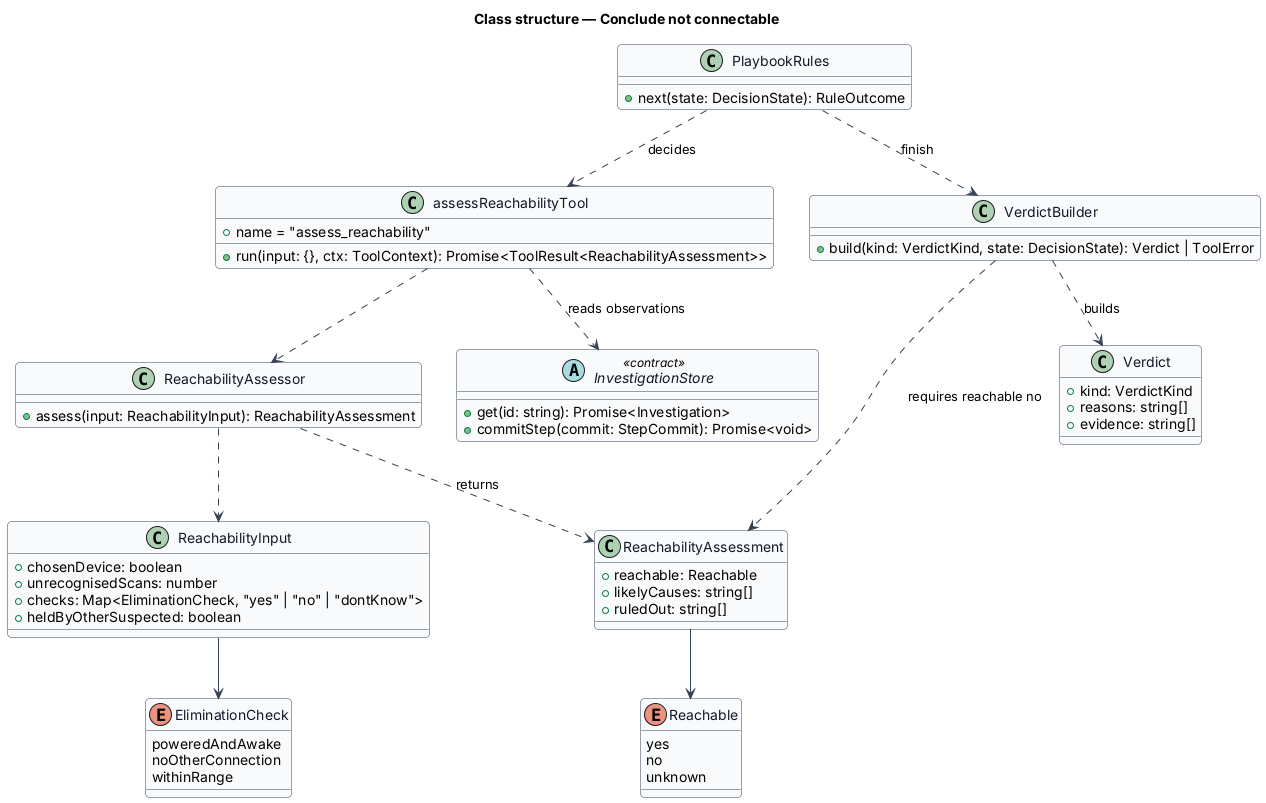 Class structure — Conclude not connectable
C PlaybookRules
next(state: DecisionState): RuleOutcome
decides
finish
C assessReachabilityTool
name = "assess_reachability"
run(input: {}, ctx: ToolContext): Promise<ToolResult<ReachabilityAssessment>>
C VerdictBuilder
build(kind: VerdictKind, state: DecisionState): Verdict | ToolError
reads observations
builds
C ReachabilityAssessor
assess(input: ReachabilityInput): ReachabilityAssessment
A «contract»
InvestigationStore
get(id: string): Promise<Investigation>
commitStep(commit: StepCommit): Promise<void>
C Verdict
kind: VerdictKind
reasons: string[]
evidence: string[]
requires reachable no
returns
C ReachabilityInput
chosenDevice: boolean
unrecognisedScans: number
checks: Map<EliminationCheck, "yes" | "no" | "dontKnow">
heldByOtherSuspected: boolean
C ReachabilityAssessment
reachable: Reachable
likelyCauses: string[]
ruledOut: string[]
E EliminationCheck
poweredAndAwake
noOtherConnection
withinRange
E Reachable
yes
no
unknown